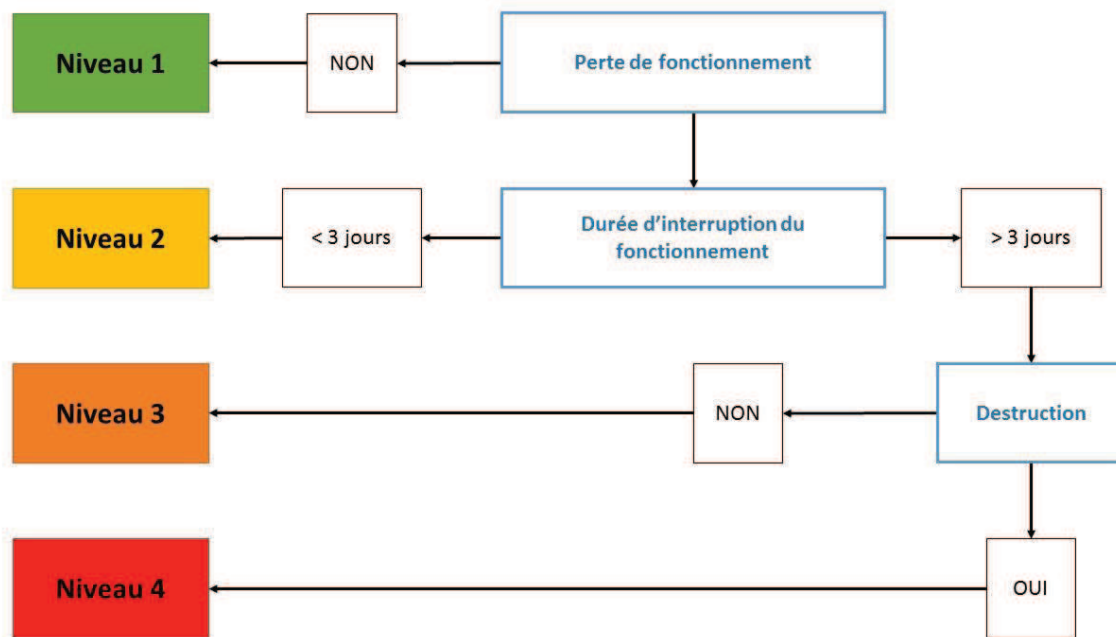 Niveau 1
NON
Perte de fonctionnement
Niveau 2
< 3 jours
Durée d’interruption du
fonctionnement
> 3 jours
Niveau 3
NON
Destruction
Niveau 4
OUI